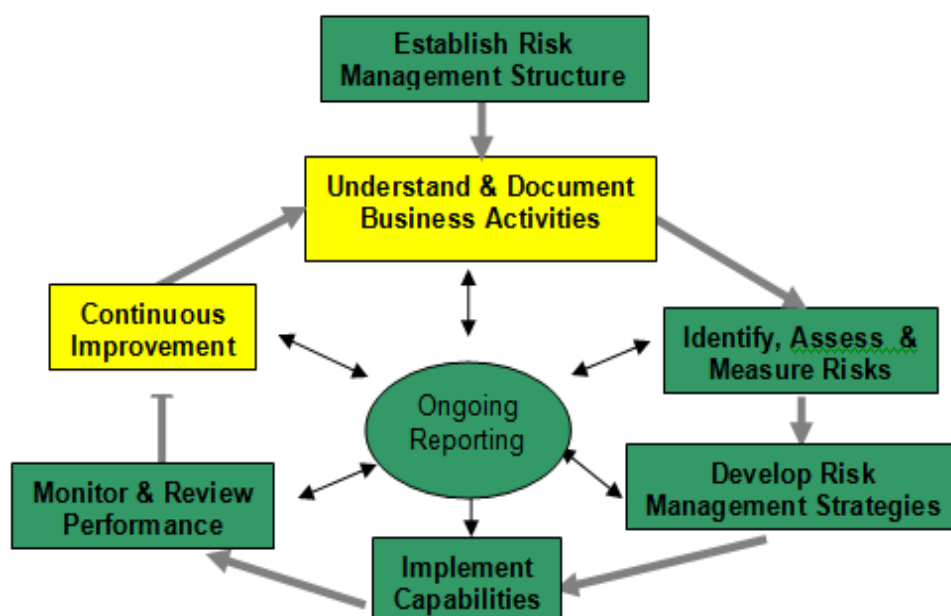 Establish Risk
Management Structure
Understand & Document
Business Activities
Continuous
Improvement
Identify, Assess &
Measure Risks
Ongoing
Reporting
Monitor & Review
Performance
Develop Risk
Management Strategies
Implement
Capabilities